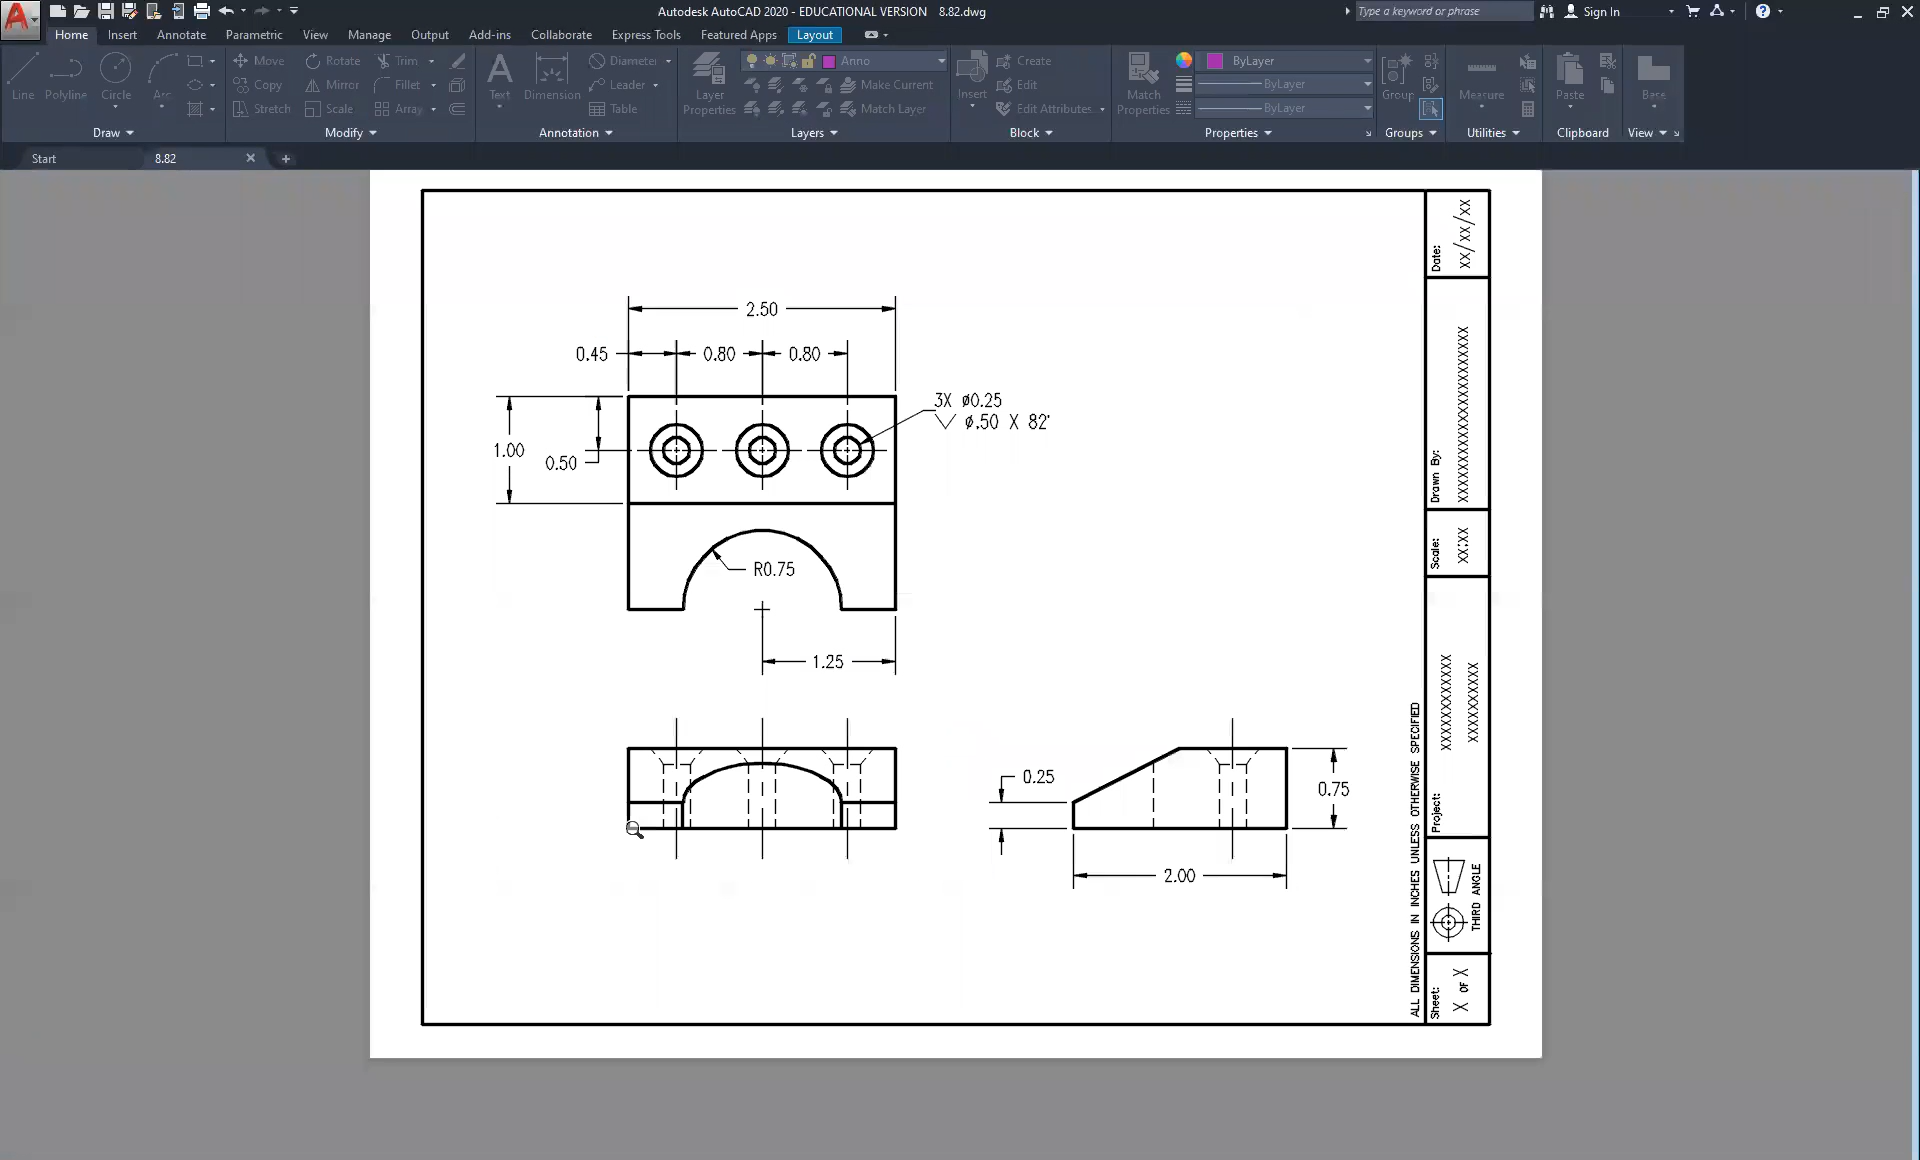 Autodesk AutoCAD 2020 - EDUCATIONAL VERSION 8.82.dwg
Type a keyword or phrase
Sign In
Home Insert Annotate Parametric View Manage Output Add-ins Collaborate Express Tools Featured Apps Layout
Line Polyline Circle Arc
Draw
Move Rotate Trim
Copy Mirror Fillet
Stretch Scale Array
Modify
Text Dimension
Diameter
Leader
Table
Annotation
Layer Properties
Anno
Make Current
Match Layer
Layers
Insert
Create
Edit
Edit Attributes
Block
Match Properties
ByLayer
ByLayer
ByLayer
Properties
Group
Groups
Measure
Utilities
Paste
Clipboard
Base
View
Start 8.82
2.50
0.45 0.80 0.80
3X ⌀0.25
⌵ ⌀.50 X 82°
1.00
0.50
R0.75
1.25
0.25
0.75
2.00
ALL DIMENSIONS IN INCHES UNLESS OTHERWISE SPECIFIED
Date:
XX/XX/XX
Drawn By:
XXXXXXXXXXXXXXXXXXXXXXXX
Scale:
XX:XX
Project:
XXXXXXXXXXXX
XXXXXXXXXX
THIRD ANGLE
Sheet:
X OF X